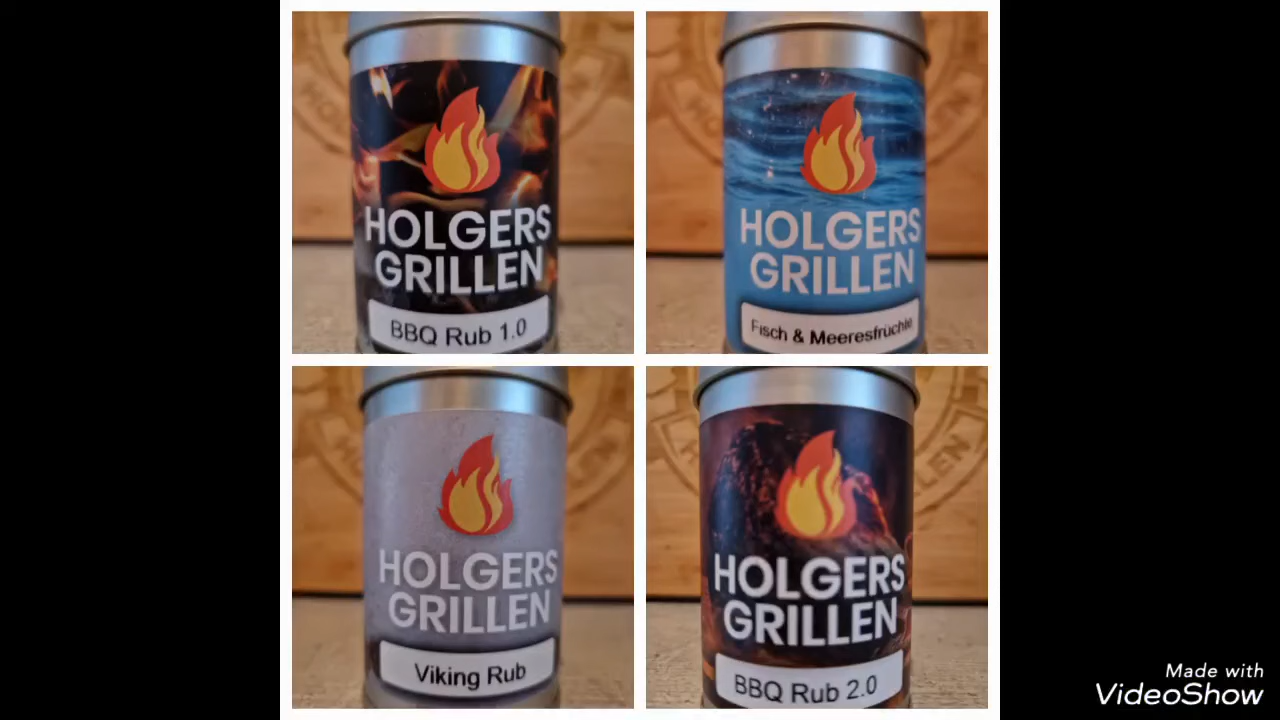 HOLGERS
GRILLEN
BBQ Rub 1.0
HOLGERS
GRILLEN
Fisch & Meeresfrüchte
HOLGERS
GRILLEN
Viking Rub
HOLGERS
GRILLEN
BBQ Rub 2.0
LLEN
Made with
VideoShow